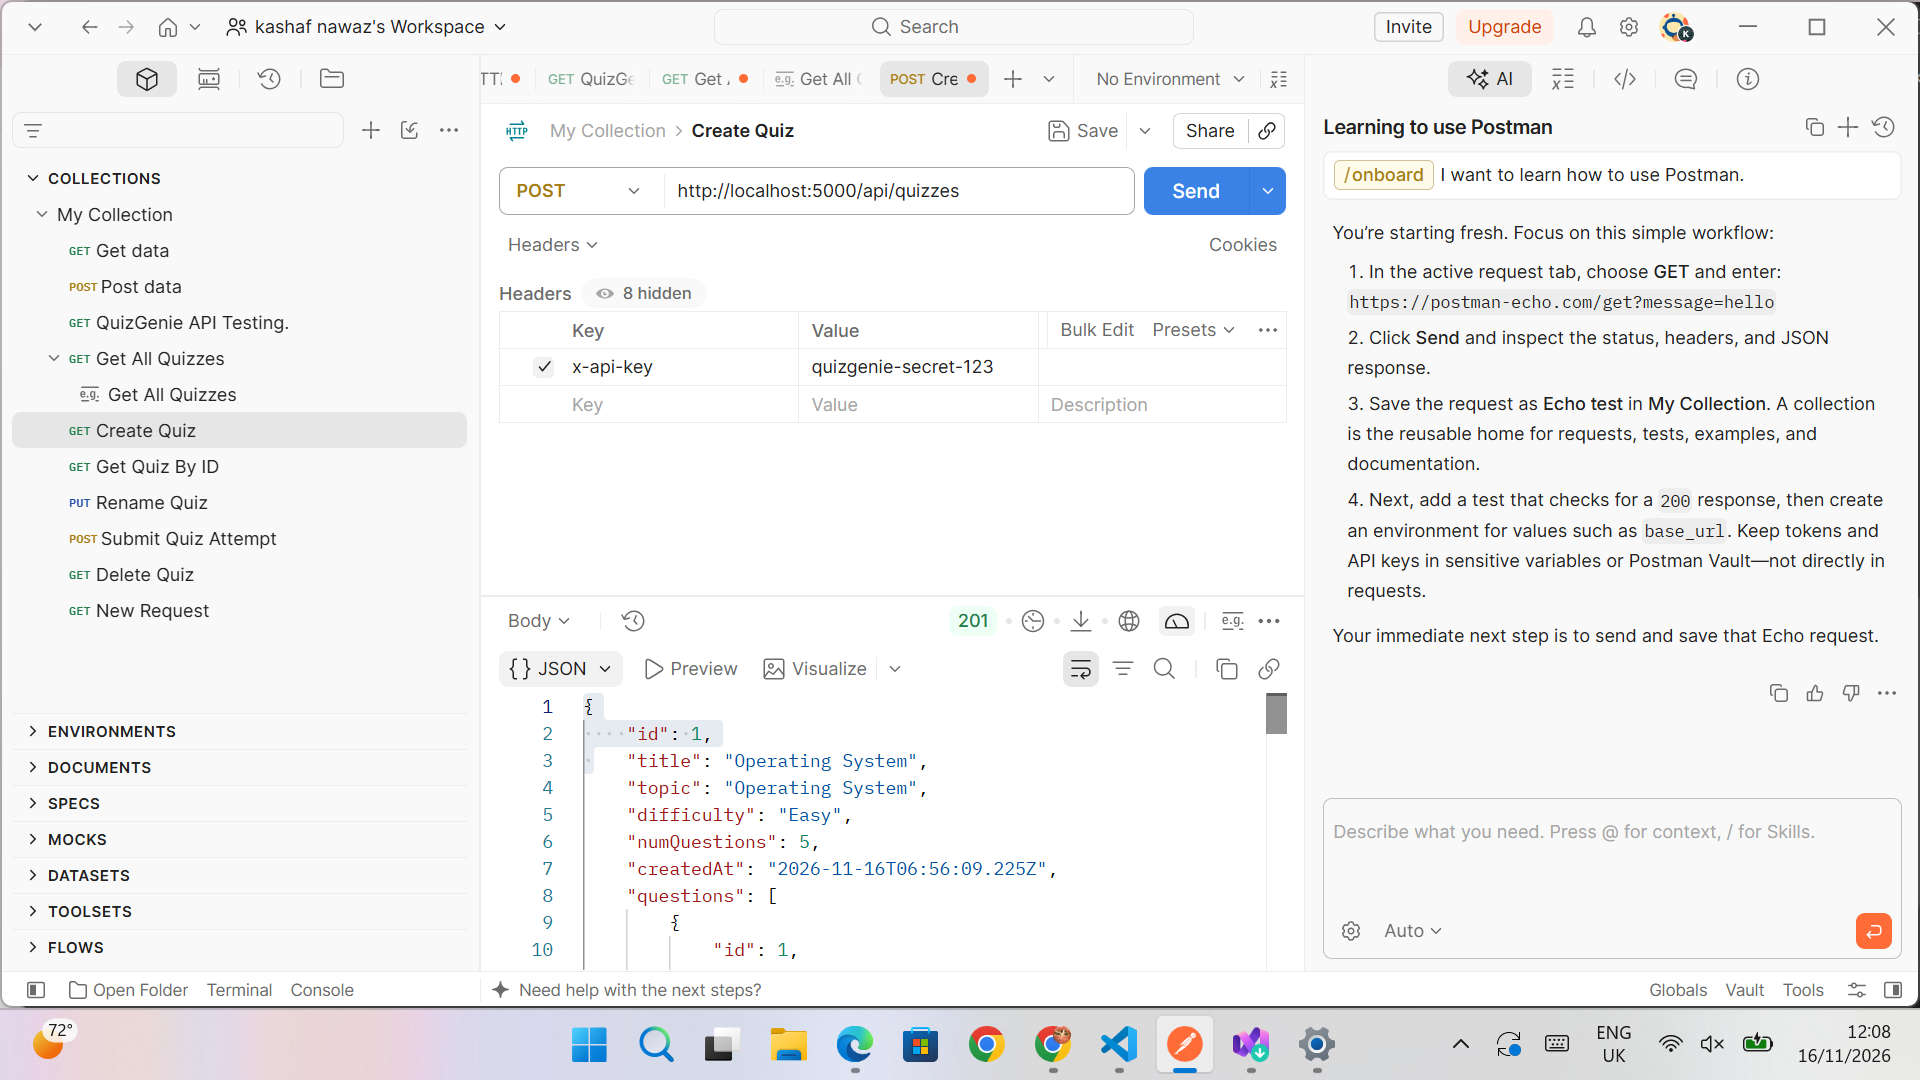 kashaf nawaz's Workspace
Search
Invite
Upgrade
K
GET QuizGe
GET Get
e.g. Get All
POST Cre
No Environment
AI
My Collection > Create Quiz
Save
Share
POST
http://localhost:5000/api/quizzes
Send
Headers
Cookies
Headers 8 hidden
Key Value Bulk Edit Presets
x-api-key quizgenie-secret-123
Key Value Description
COLLECTIONS
My Collection
GET Get data
POST Post data
GET QuizGenie API Testing.
GET Get All Quizzes
e.g. Get All Quizzes
GET Create Quiz
GET Get Quiz By ID
PUT Rename Quiz
POST Submit Quiz Attempt
GET Delete Quiz
GET New Request
ENVIRONMENTS
DOCUMENTS
SPECS
MOCKS
DATASETS
TOOLSETS
FLOWS
Body
201
e.g.
{} JSON
Preview
Visualize
1 {
2 "id": 1,
3 "title": "Operating System",
4 "topic": "Operating System",
5 "difficulty": "Easy",
6 "numQuestions": 5,
7 "createdAt": "2026-11-16T06:56:09.225Z",
8 "questions": [
9 {
10 "id": 1,
Learning to use Postman
/onboard I want to learn how to use Postman.
You're starting fresh. Focus on this simple workflow:
1. In the active request tab, choose GET and enter:
https://postman-echo.com/get?message=hello
2. Click Send and inspect the status, headers, and JSON
response.
3. Save the request as Echo test in My Collection. A collection
is the reusable home for requests, tests, examples, and
documentation.
4. Next, add a test that checks for a 200 response, then create
an environment for values such as base_url. Keep tokens and
API keys in sensitive variables or Postman Vault—not directly in
requests.
Your immediate next step is to send and save that Echo request.
Describe what you need. Press @ for context, / for Skills.
Auto
Open Folder
Terminal
Console
Need help with the next steps?
Globals
Vault
Tools
72°
ENG
UK
12:08
16/11/2026